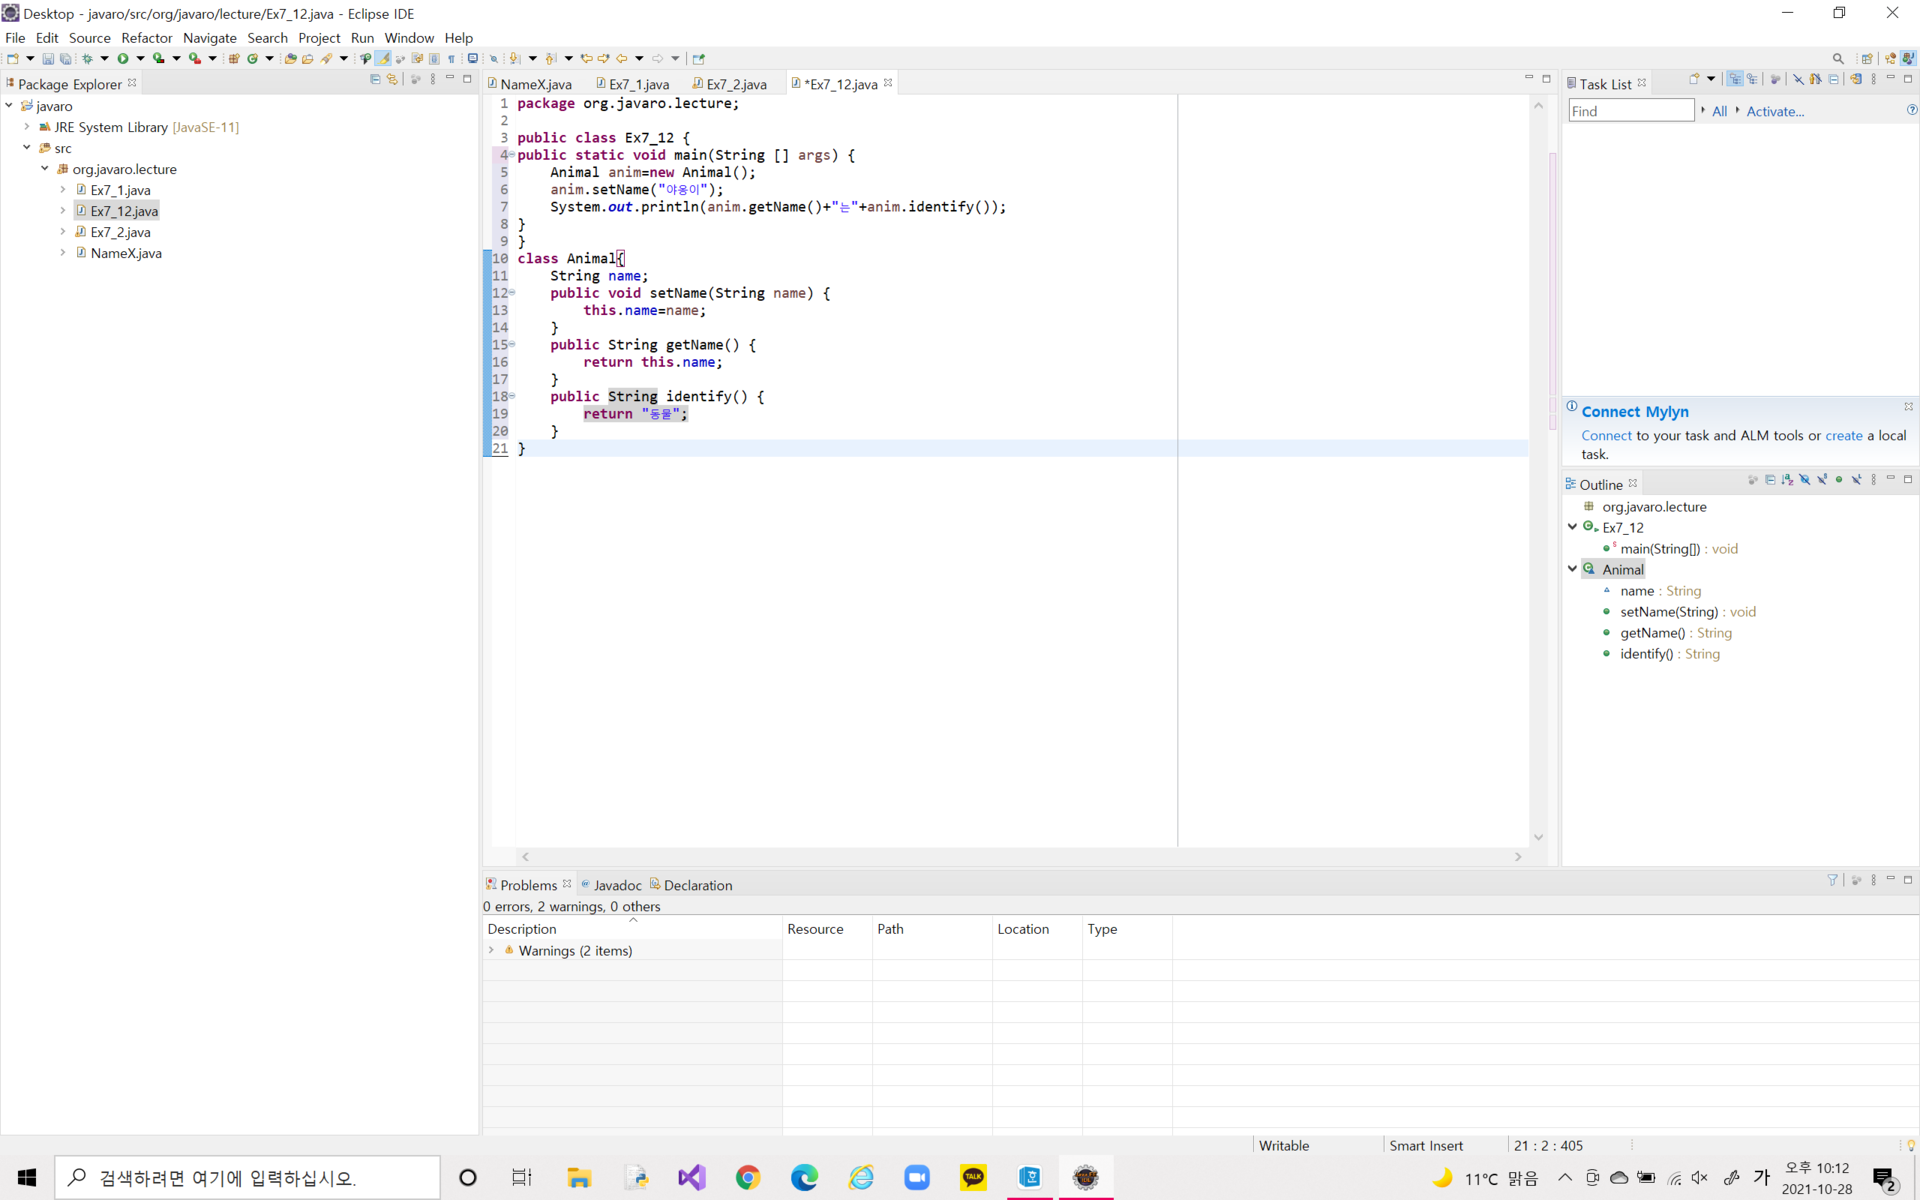 Desktop - javaro/src/org/javaro/lecture/Ex7_12.java - Eclipse IDE
File Edit Source Refactor Navigate Search Project Run Window Help
Package Explorer
javaro
JRE System Library [JavaSE-11]
src
org.javaro.lecture
Ex7_1.java
Ex7_12.java
Ex7_2.java
NameX.java
NameX.java Ex7_1.java Ex7_2.java *Ex7_12.java
1 package org.javaro.lecture;
2
3 public class Ex7_12 {
4 public static void main(String [] args) {
5 Animal anim=new Animal();
6 anim.setName("야옹이");
7 System.out.println(anim.getName()+"는"+anim.identify());
8 }
9 }
10 class Animal{
11 String name;
12 public void setName(String name) {
13 this.name=name;
14 }
15 public String getName() {
16 return this.name;
17 }
18 public String identify() {
19 return "동물";
20 }
21 }
Task List
Find All Activate...
Connect Mylyn
Connect to your task and ALM tools or create a local
task.
Outline
org.javaro.lecture
Ex7_12
main(String[]) : void
Animal
name : String
setName(String) : void
getName() : String
identify() : String
Problems Javadoc Declaration
0 errors, 2 warnings, 0 others
Description Resource Path Location Type
Warnings (2 items)
Writable Smart Insert 21 : 2 : 405
검색하려면 여기에 입력하십시오.
TALK
11°C 맑음
가
오후 10:12
2021-10-28
2